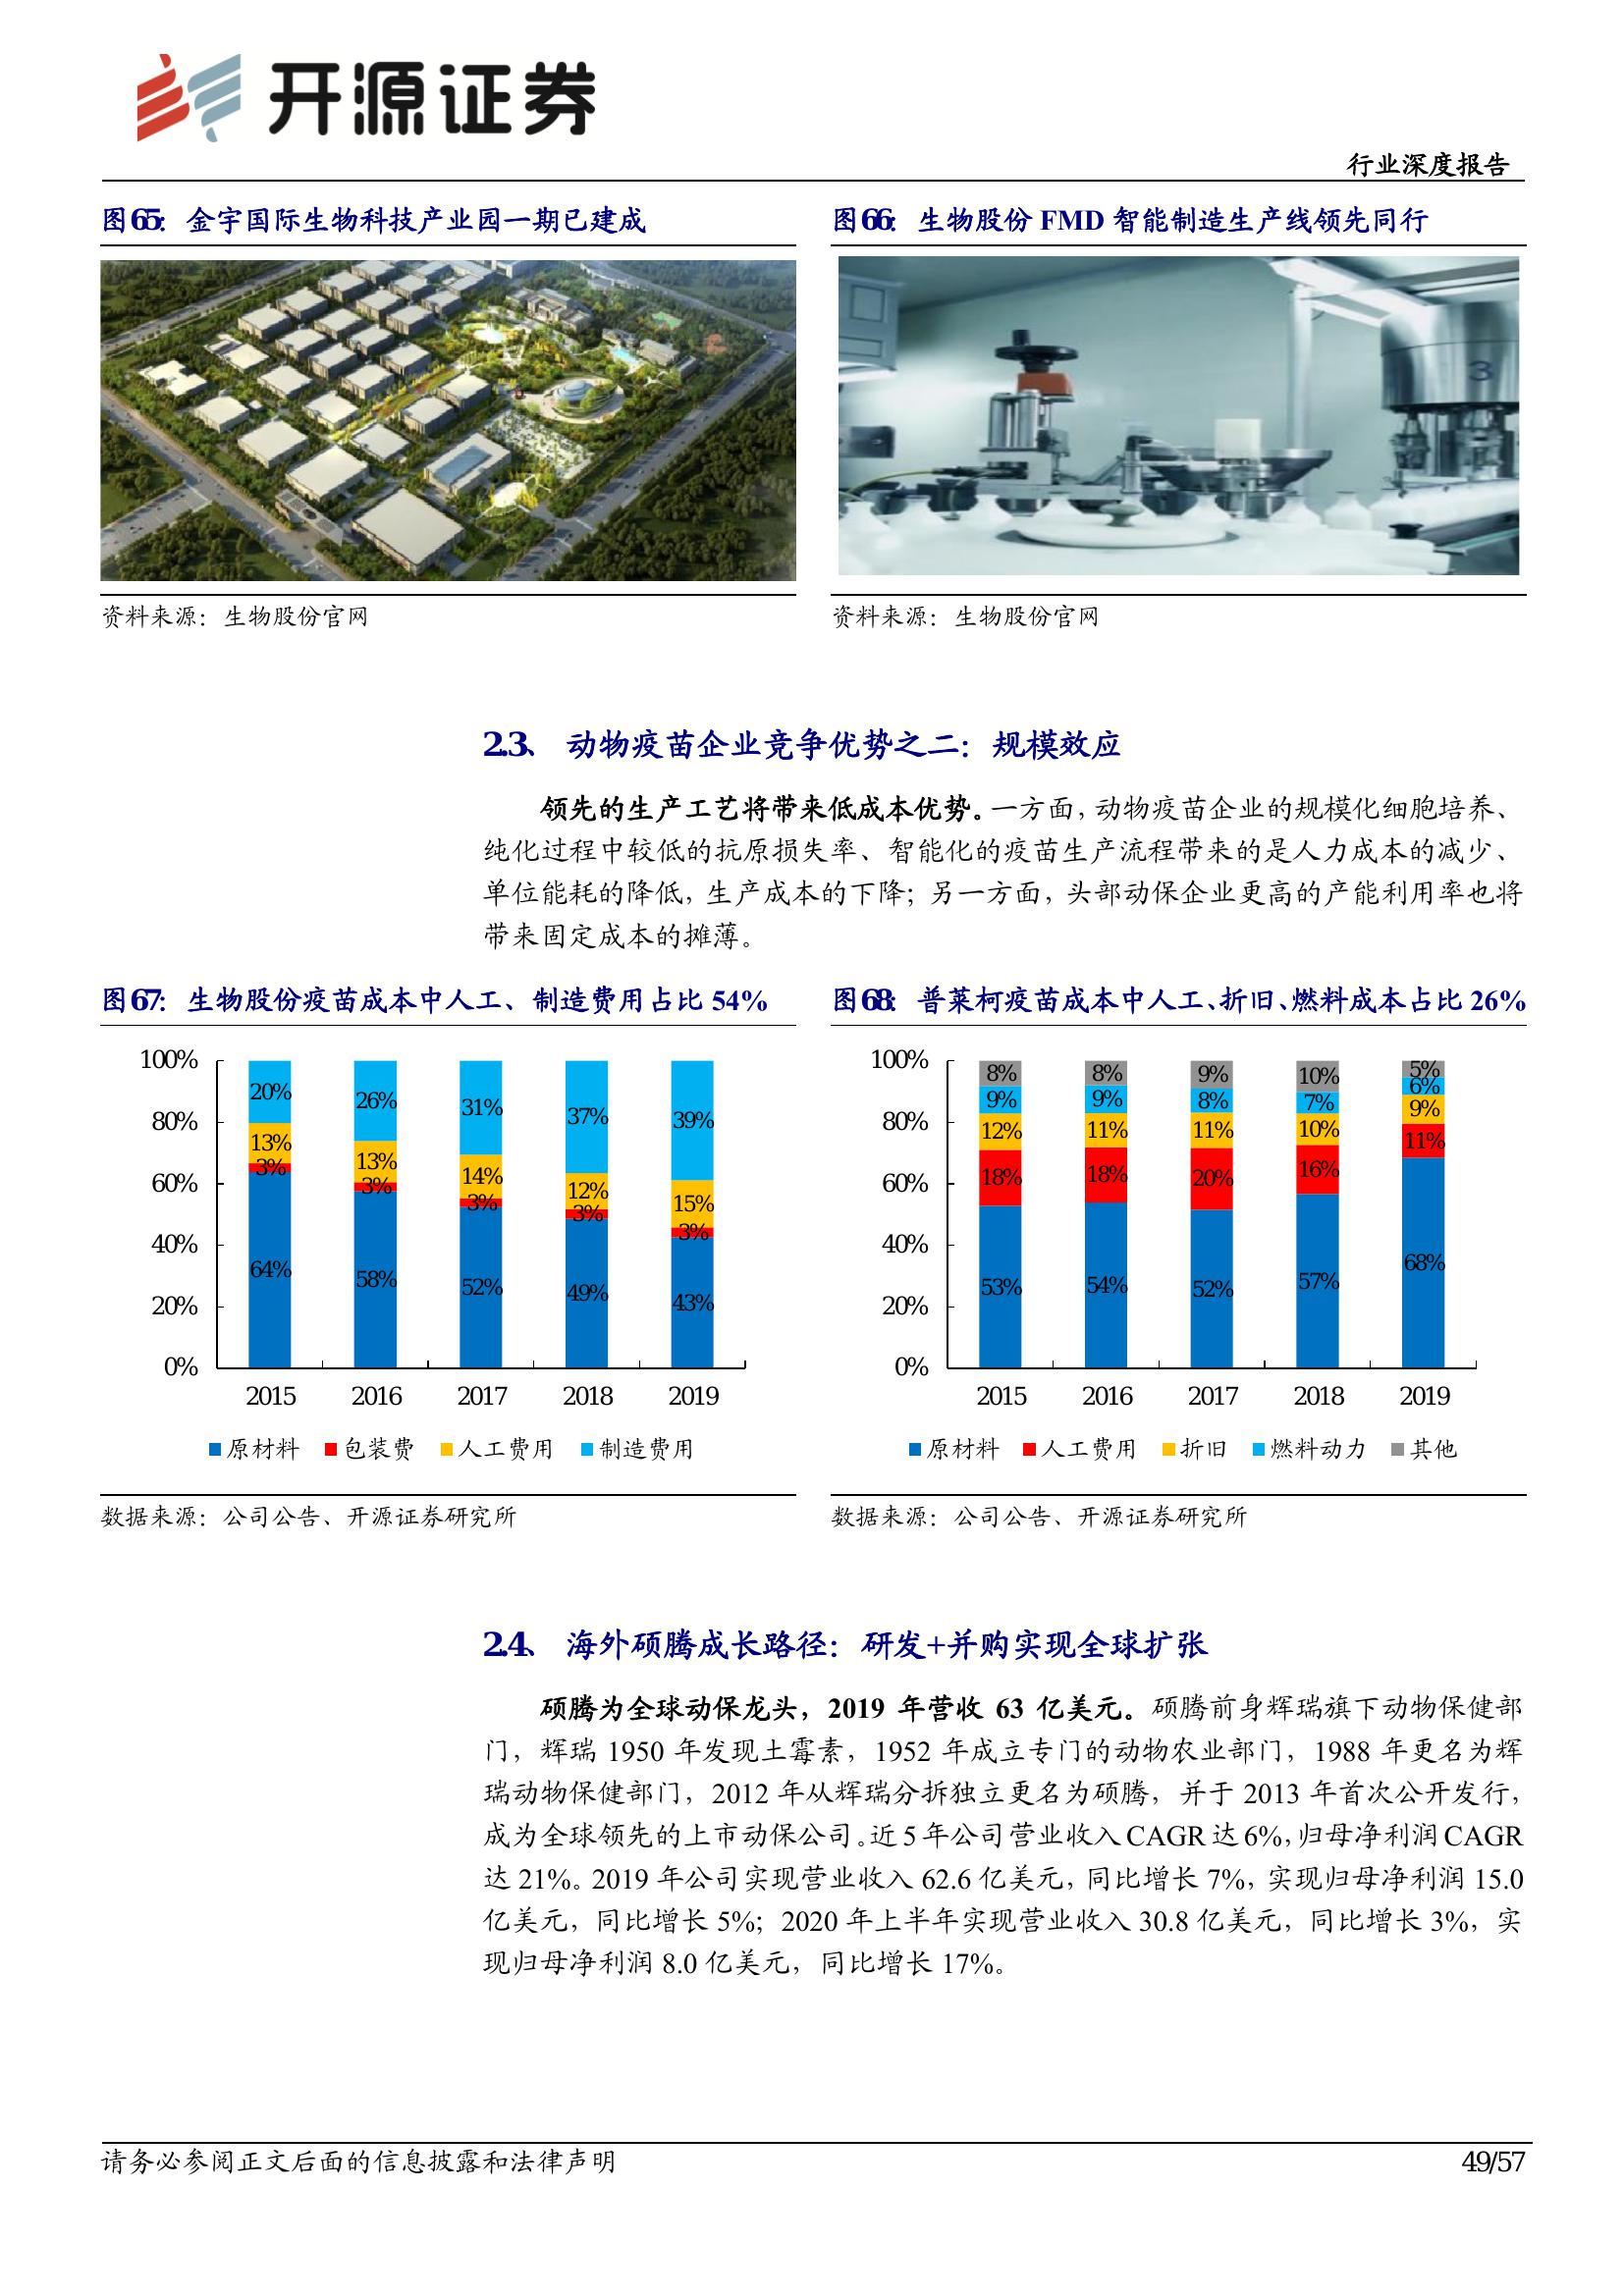 开源证券
行业深度报告
图65： 金宇国际生物科技产业园一期已建成
图66： 生物股份 FMD 智能制造生产线领先同行
3
资料来源：生物股份官网
资料来源：生物股份官网
2.3、 动物疫苗企业竞争优势之二：规模效应
领先的生产工艺将带来低成本优势。一方面，动物疫苗企业的规模化细胞培养、
纯化过程中较低的抗原损失率、智能化的疫苗生产流程带来的是人力成本的减少、
单位能耗的降低，生产成本的下降；另一方面，头部动保企业更高的产能利用率也将
带来固定成本的摊薄。
图67： 生物股份疫苗成本中人工、制造费用占比 54%
100%
80%
60%
40%
20%
0%
20% 26% 31% 37% 39%
13% 13% 14% 12% 15%
3% 3% 3% 3% 3%
64% 58% 52% 49% 43%
2015 2016 2017 2018 2019
原材料 包装费 人工费用 制造费用
数据来源：公司公告、开源证券研究所
图68： 普莱柯疫苗成本中人工、折旧、燃料成本占比 26%
100%
80%
60%
40%
20%
0%
8% 8% 9% 10% 5%
9% 9% 8% 7% 6%
12% 11% 11% 10% 9%
18% 18% 20% 16% 11%
53% 54% 52% 57% 68%
2015 2016 2017 2018 2019
原材料 人工费用 折旧 燃料动力 其他
数据来源：公司公告、开源证券研究所
2.4、 海外硕腾成长路径：研发+并购实现全球扩张
硕腾为全球动保龙头，2019 年营收 63 亿美元。硕腾前身辉瑞旗下动物保健部
门，辉瑞 1950 年发现土霉素，1952 年成立专门的动物农业部门，1988 年更名为辉
瑞动物保健部门，2012 年从辉瑞分拆独立更名为硕腾，并于 2013 年首次公开发行，
成为全球领先的上市动保公司。近 5 年公司营业收入 CAGR 达 6%，归母净利润 CAGR
达 21%。2019 年公司实现营业收入 62.6 亿美元，同比增长 7%，实现归母净利润 15.0
亿美元，同比增长 5%；2020 年上半年实现营业收入 30.8 亿美元，同比增长 3%，实
现归母净利润 8.0 亿美元，同比增长 17%。
请务必参阅正文后面的信息披露和法律声明
49/57